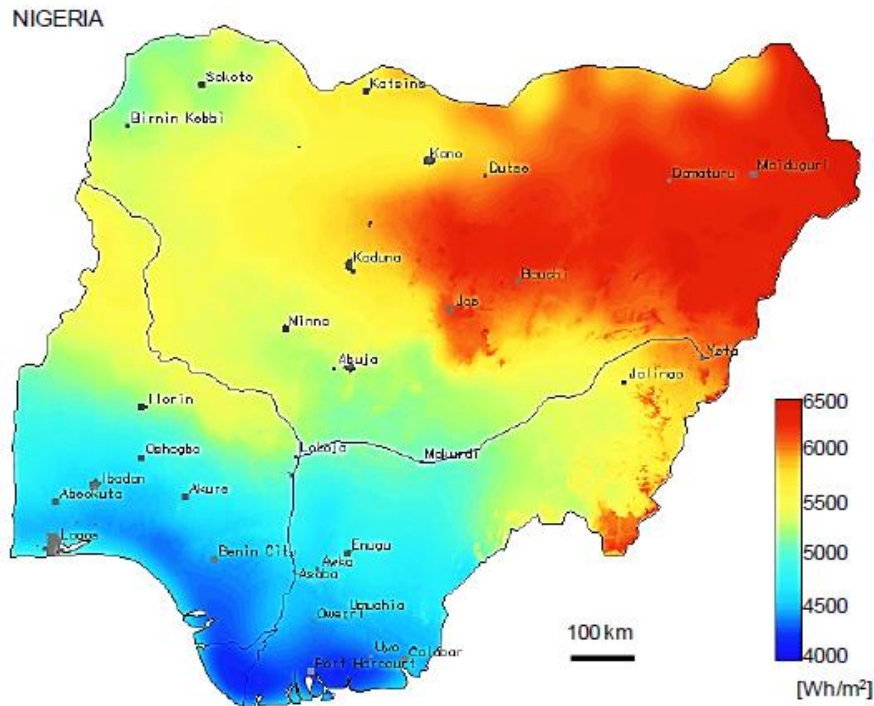 NIGERIA
Sokoto
Katsina
Birnin Kebbi
Kano
Dutse
Damaturu
Maiduguri
Kaduna
Bauchi
Jos
Minna
Yola
Abuja
Jalingo
Ilorin
6500
6000
5500
5000
4500
4000
[Wh/m²]
Oshogbo
Lokoja
Makurdi
Ibadan
Abeokuta
Akure
Lagos
Benin City
Enugu
Awka
Asaba
Umuahia
Owerri
100 km
Uyo
Calabar
Port Harcourt